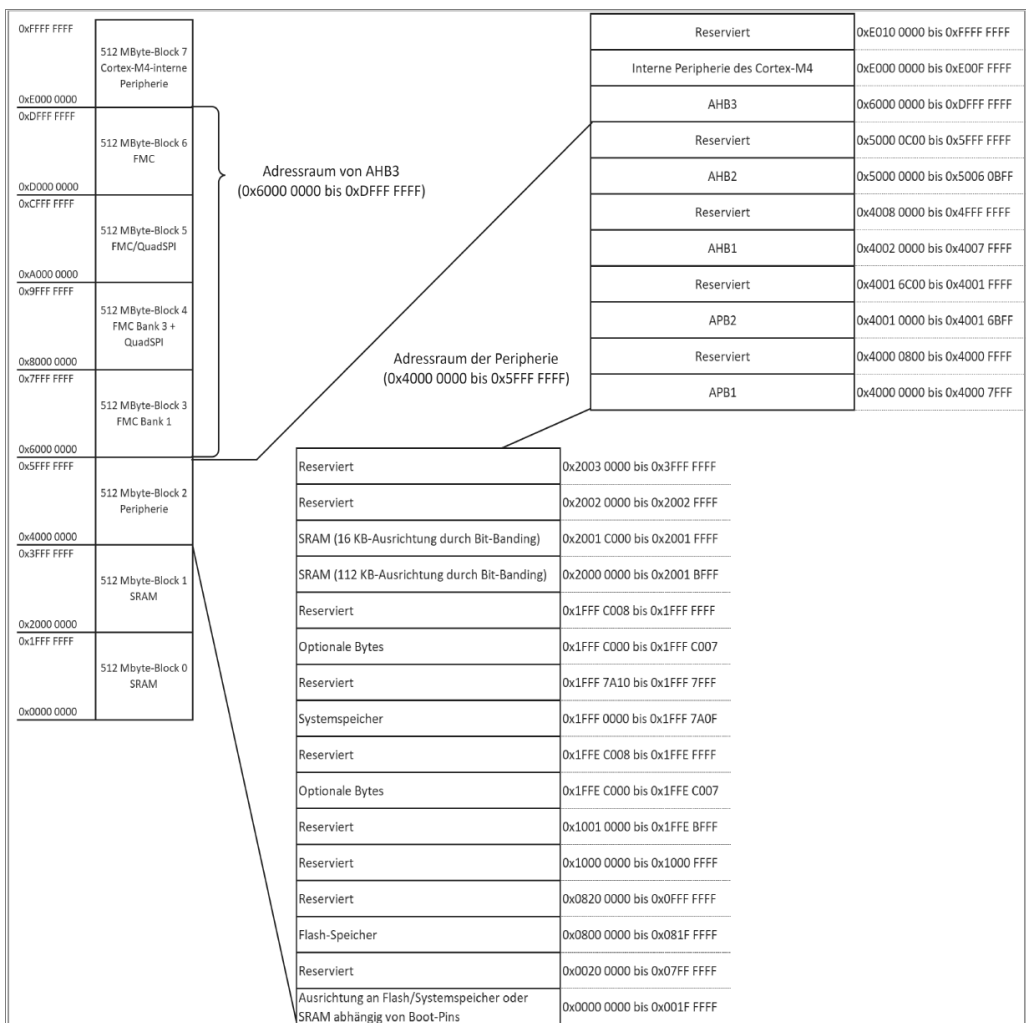 0xFFFF FFFF
512 MByte-Block 7
Cortex-M4-interne
Peripherie
0xE000 0000
0xDFFF FFFF
512 MByte-Block 6
FMC
0xD000 0000
0xCFFF FFFF
512 MByte-Block 5
FMC/QuadSPI
0xA000 0000
0x9FFF FFFF
512 MByte-Block 4
FMC Bank 3 +
QuadSPI
0x8000 0000
0x7FFF FFFF
512 MByte-Block 3
FMC Bank 1
0x6000 0000
0x5FFF FFFF
512 Mbyte-Block 2
Peripherie
0x4000 0000
0x3FFF FFFF
512 Mbyte-Block 1
SRAM
0x2000 0000
0x1FFF FFFF
512 Mbyte-Block 0
SRAM
0x0000 0000
Adressraum von AHB3
(0x6000 0000 bis 0xDFFF FFFF)
Adressraum der Peripherie
(0x4000 0000 bis 0x5FFF FFFF)
Reserviert 0xE010 0000 bis 0xFFFF FFFF
Interne Peripherie des Cortex-M4 0xE000 0000 bis 0xE00F FFFF
AHB3 0x6000 0000 bis 0xDFFF FFFF
Reserviert 0x5000 0C00 bis 0x5FFF FFFF
AHB2 0x5000 0000 bis 0x5006 0BFF
Reserviert 0x4008 0000 bis 0x4FFF FFFF
AHB1 0x4002 0000 bis 0x4007 FFFF
Reserviert 0x4001 6C00 bis 0x4001 FFFF
APB2 0x4001 0000 bis 0x4001 6BFF
Reserviert 0x4000 0800 bis 0x4000 FFFF
APB1 0x4000 0000 bis 0x4000 7FFF
Reserviert 0x2003 0000 bis 0x3FFF FFFF
Reserviert 0x2002 0000 bis 0x2002 FFFF
SRAM (16 KB-Ausrichtung durch Bit-Banding) 0x2001 C000 bis 0x2001 FFFF
SRAM (112 KB-Ausrichtung durch Bit-Banding) 0x2000 0000 bis 0x2001 BFFF
Reserviert 0x1FFF C008 bis 0x1FFF FFFF
Optionale Bytes 0x1FFF C000 bis 0x1FFF C007
Reserviert 0x1FFF 7A10 bis 0x1FFF 7FFF
Systemspeicher 0x1FFF 0000 bis 0x1FFF 7A0F
Reserviert 0x1FFE C008 bis 0x1FFE FFFF
Optionale Bytes 0x1FFE C000 bis 0x1FFE C007
Reserviert 0x1001 0000 bis 0x1FFE BFFF
Reserviert 0x1000 0000 bis 0x1000 FFFF
Reserviert 0x0820 0000 bis 0x0FFF FFFF
Flash-Speicher 0x0800 0000 bis 0x081F FFFF
Reserviert 0x0020 0000 bis 0x07FF FFFF
Ausrichtung an Flash/Systemspeicher oder
SRAM abhängig von Boot-Pins 0x0000 0000 bis 0x001F FFFF